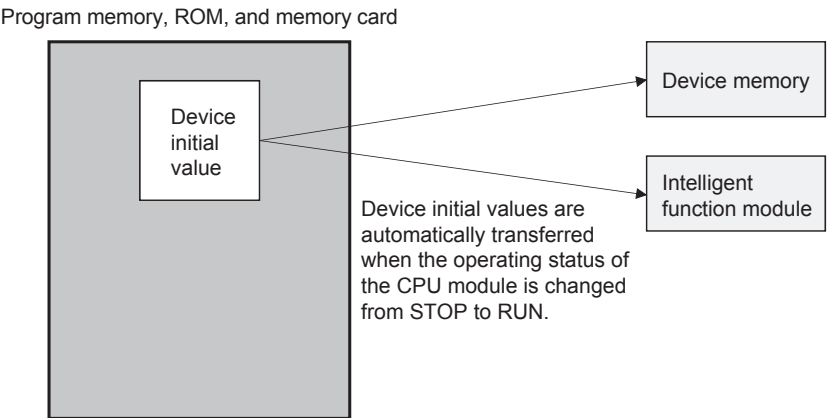 Program memory, ROM, and memory card
Device
initial
value
Device memory
Intelligent
function module
Device initial values are
automatically transferred
when the operating status of
the CPU module is changed
from STOP to RUN.